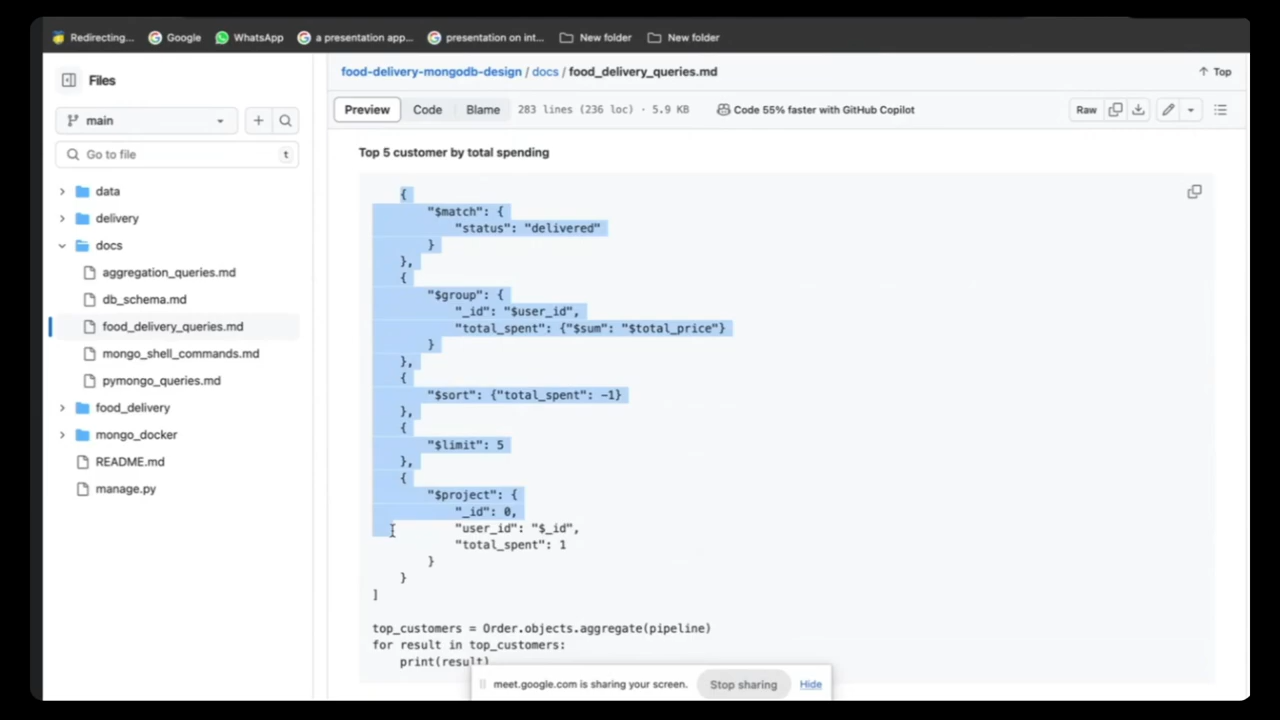 Redirecting... Google WhatsApp a presentation app... presentation on int... New folder New folder
Files
main
Go to file t
data
delivery
docs
aggregation_queries.md
db_schema.md
food_delivery_queries.md
mongo_shell_commands.md
pymongo_queries.md
food_delivery
mongo_docker
README.md
manage.py
food-delivery-mongodb-design / docs / food_delivery_queries.md
Top
Preview Code Blame 283 lines (236 loc) · 5.9 KB Code 55% faster with GitHub Copilot Raw
Top 5 customer by total spending
{
"$match": {
"status": "delivered"
}
},
{
"$group": {
"_id": "$user_id",
"total_spent": {"$sum": "$total_price"}
}
},
{
"$sort": {"total_spent": -1}
},
{
"$limit": 5
},
{
"$project": {
"_id": 0,
"user_id": "$_id",
"total_spent": 1
}
}
]
top_customers = Order.objects.aggregate(pipeline)
for result in top_customers:
print(result)
meet.google.com is sharing your screen. Stop sharing Hide